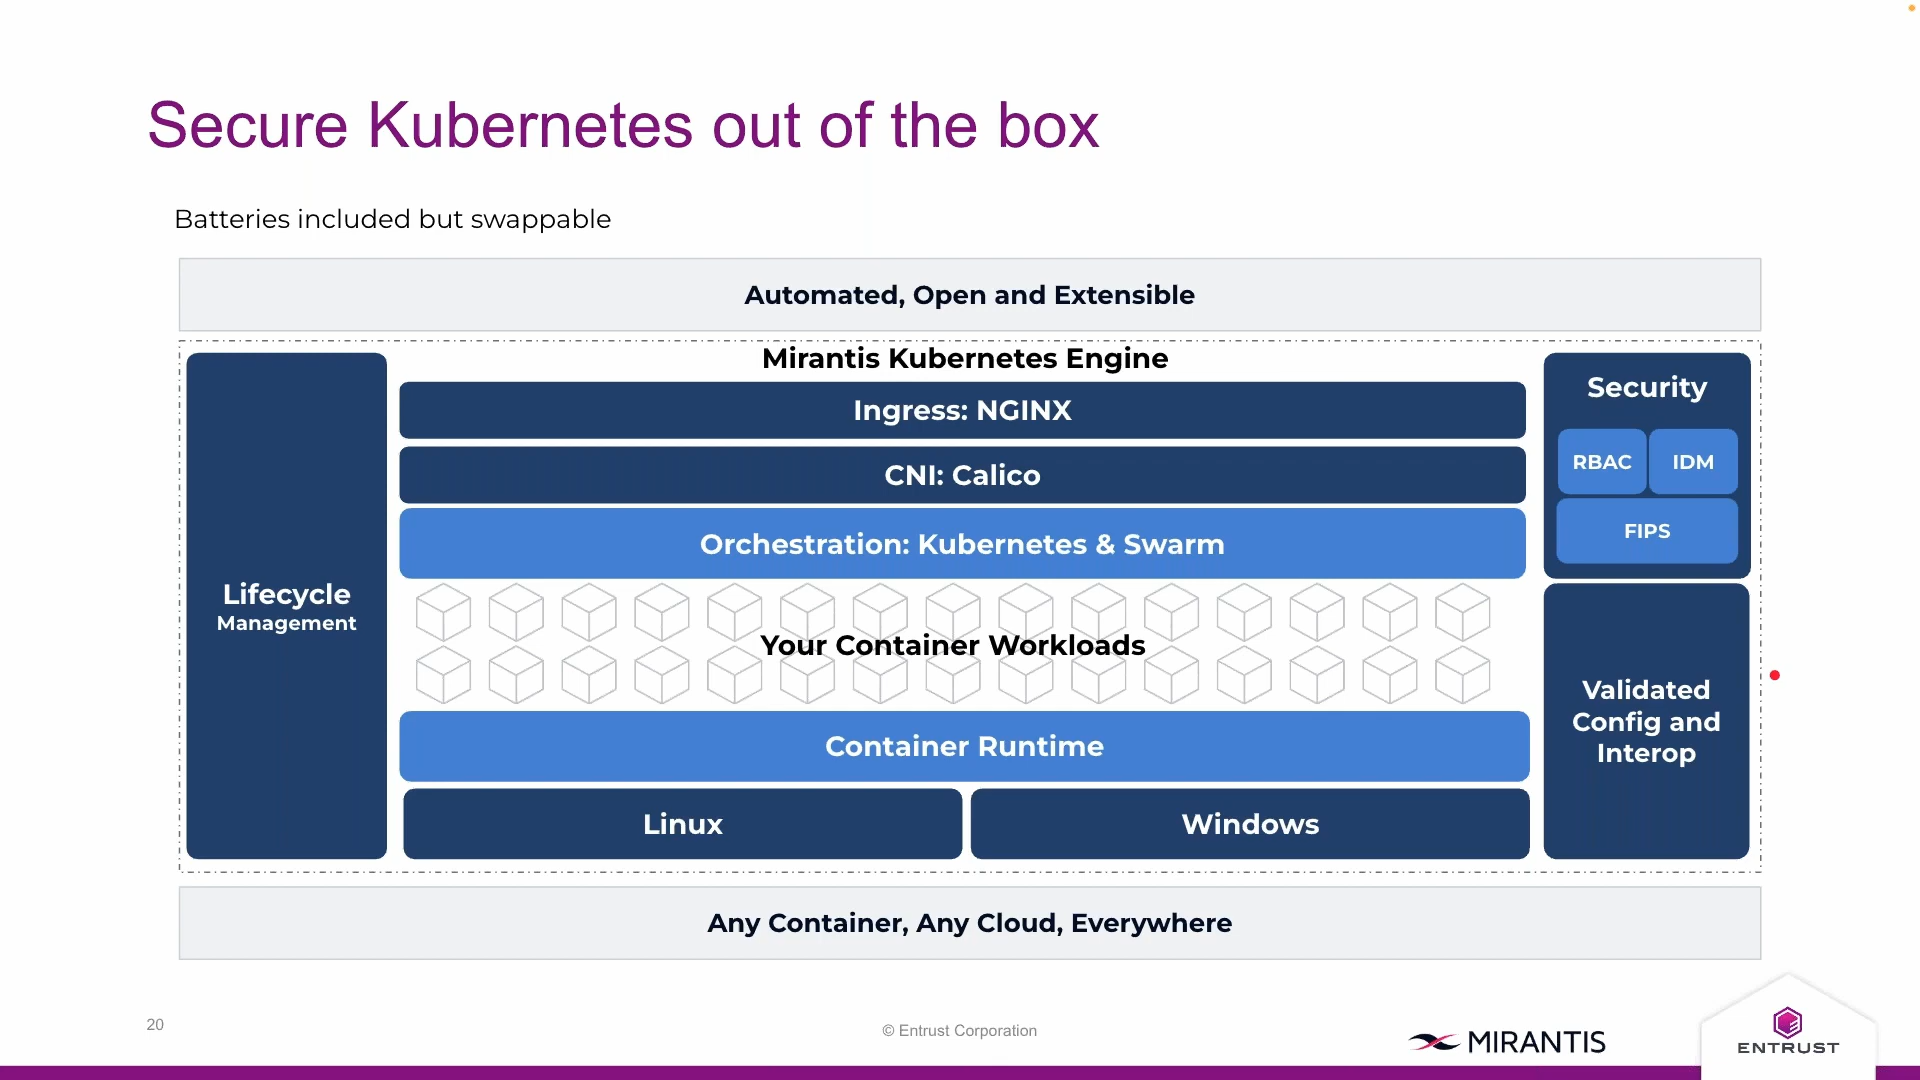 Secure Kubernetes out of the box
Batteries included but swappable
Automated, Open and Extensible
Mirantis Kubernetes Engine
Lifecycle
Management
Ingress: NGINX
CNI: Calico
Orchestration: Kubernetes & Swarm
Your Container Workloads
Container Runtime
Linux
Windows
Security
RBAC
IDM
FIPS
Validated
Config and
Interop
Any Container, Any Cloud, Everywhere
20
© Entrust Corporation
MIRANTIS
ENTRUST